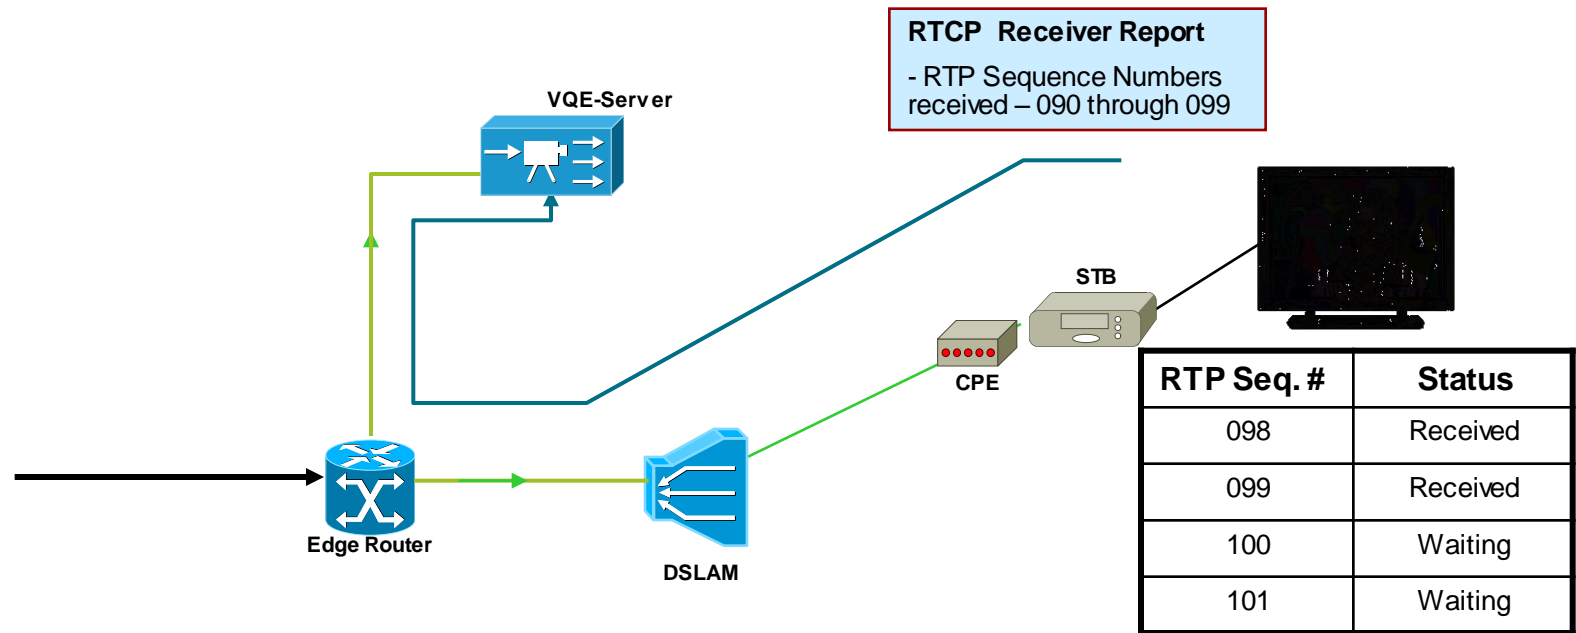 RTCP Receiver Report
- RTP Sequence Numbers
received – 090 through 099
VQE-Server
STB
CPE
RTP Seq. # Status
098 Received
099 Received
100 Waiting
101 Waiting
Edge Router
DSLAM